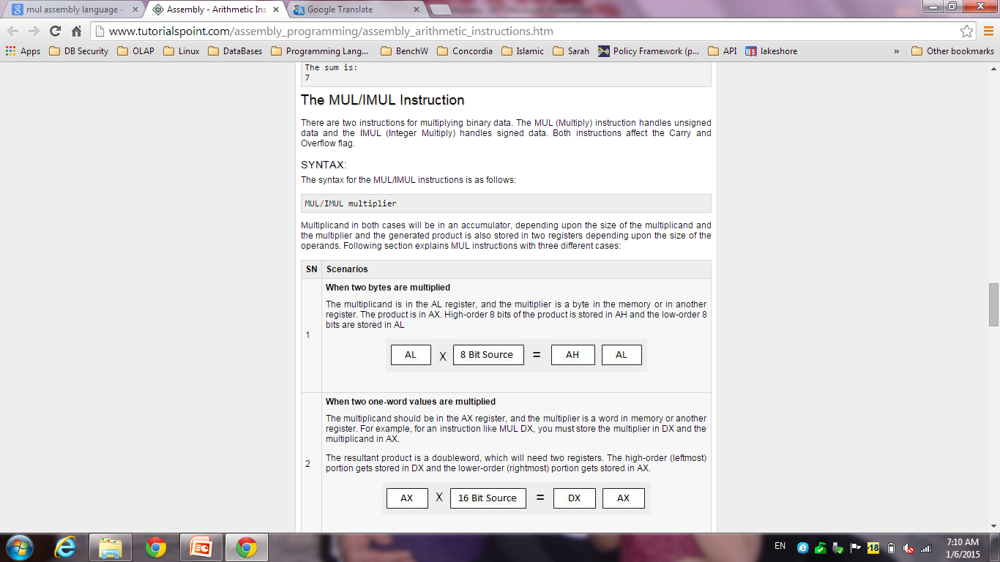 mul assembly language -
Assembly - Arithmetic Ins
Google Translate
www.tutorialspoint.com/assembly_programming/assembly_arithmetic_instructions.htm
Apps DB Security OLAP Linux DataBases Programming Lang... BenchW Concordia Islamic Sarah Policy Framework (p... API lakeshore » Other bookmarks
The sum is:
7
The MUL/IMUL Instruction
There are two instructions for multiplying binary data. The MUL (Multiply) instruction handles unsigned
data and the IMUL (Integer Multiply) handles signed data. Both instructions affect the Carry and
Overflow flag.
SYNTAX:
The syntax for the MUL/IMUL instructions is as follows:
MUL/IMUL multiplier
Multiplicand in both cases will be in an accumulator, depending upon the size of the multiplicand and
the multiplier and the generated product is also stored in two registers depending upon the size of the
operands. Following section explains MUL instructions with three different cases:
SN Scenarios
1
When two bytes are multiplied
The multiplicand is in the AL register, and the multiplier is a byte in the memory or in another
register. The product is in AX. High-order 8 bits of the product is stored in AH and the low-order 8
bits are stored in AL
AL X 8 Bit Source = AH AL
2
When two one-word values are multiplied
The multiplicand should be in the AX register, and the multiplier is a word in memory or another
register. For example, for an instruction like MUL DX, you must store the multiplier in DX and the
multiplicand in AX.
The resultant product is a doubleword, which will need two registers. The high-order (leftmost)
portion gets stored in DX and the lower-order (rightmost) portion gets stored in AX.
AX X 16 Bit Source = DX AX
EN
-18
7:10 AM
1/6/2015